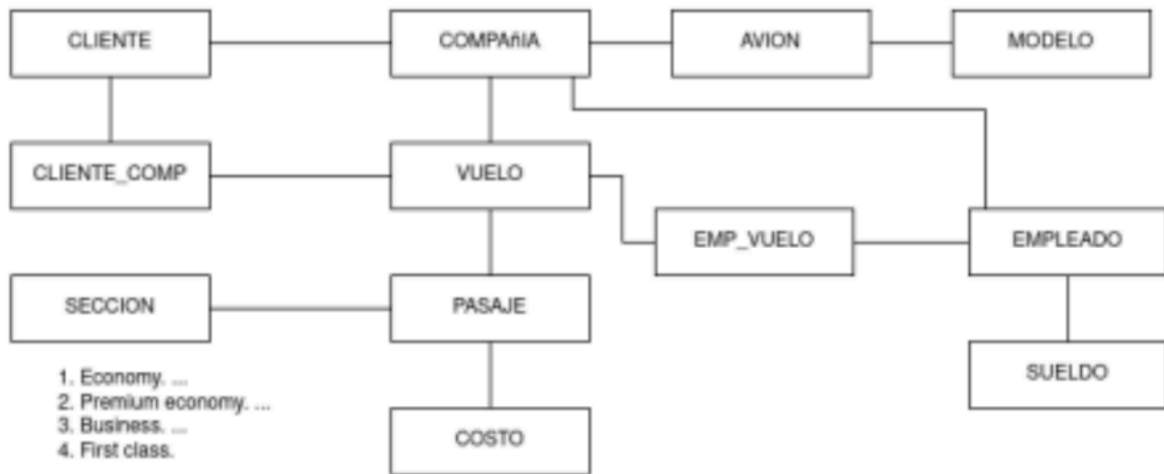 CLIENTE
COMPAñIA
AVION
MODELO
CLIENTE_COMP
VUELO
EMP_VUELO
EMPLEADO
SECCION
PASAJE
SUELDO
1. Economy. ...
2. Premium economy. ...
3. Business. ...
4. First class.
COSTO